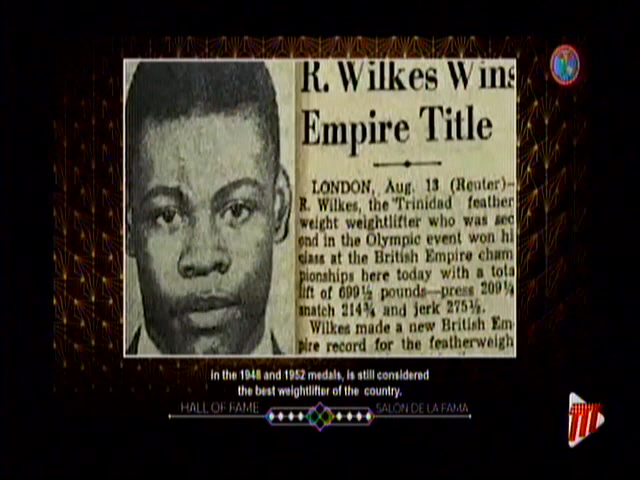 R. Wilkes Wins
Empire Title
LONDON, Aug. 13 (Reuter)—
R. Wilkes, the Trinidad feather
weight weightlifter who was sec
ond in the Olympic event won hi
class at the British Empire cham
pionships here today with a tota
lift of 699½ pounds—press 209¼
snatch 214¾ and jerk 275½.
Wilkes made a new British Em-
pire record for the featherweigh
in the 1948 and 1952 medals, is still considered
the best weightlifter of the country.
HALL OF FAME
SALÓN DE LA FAMA